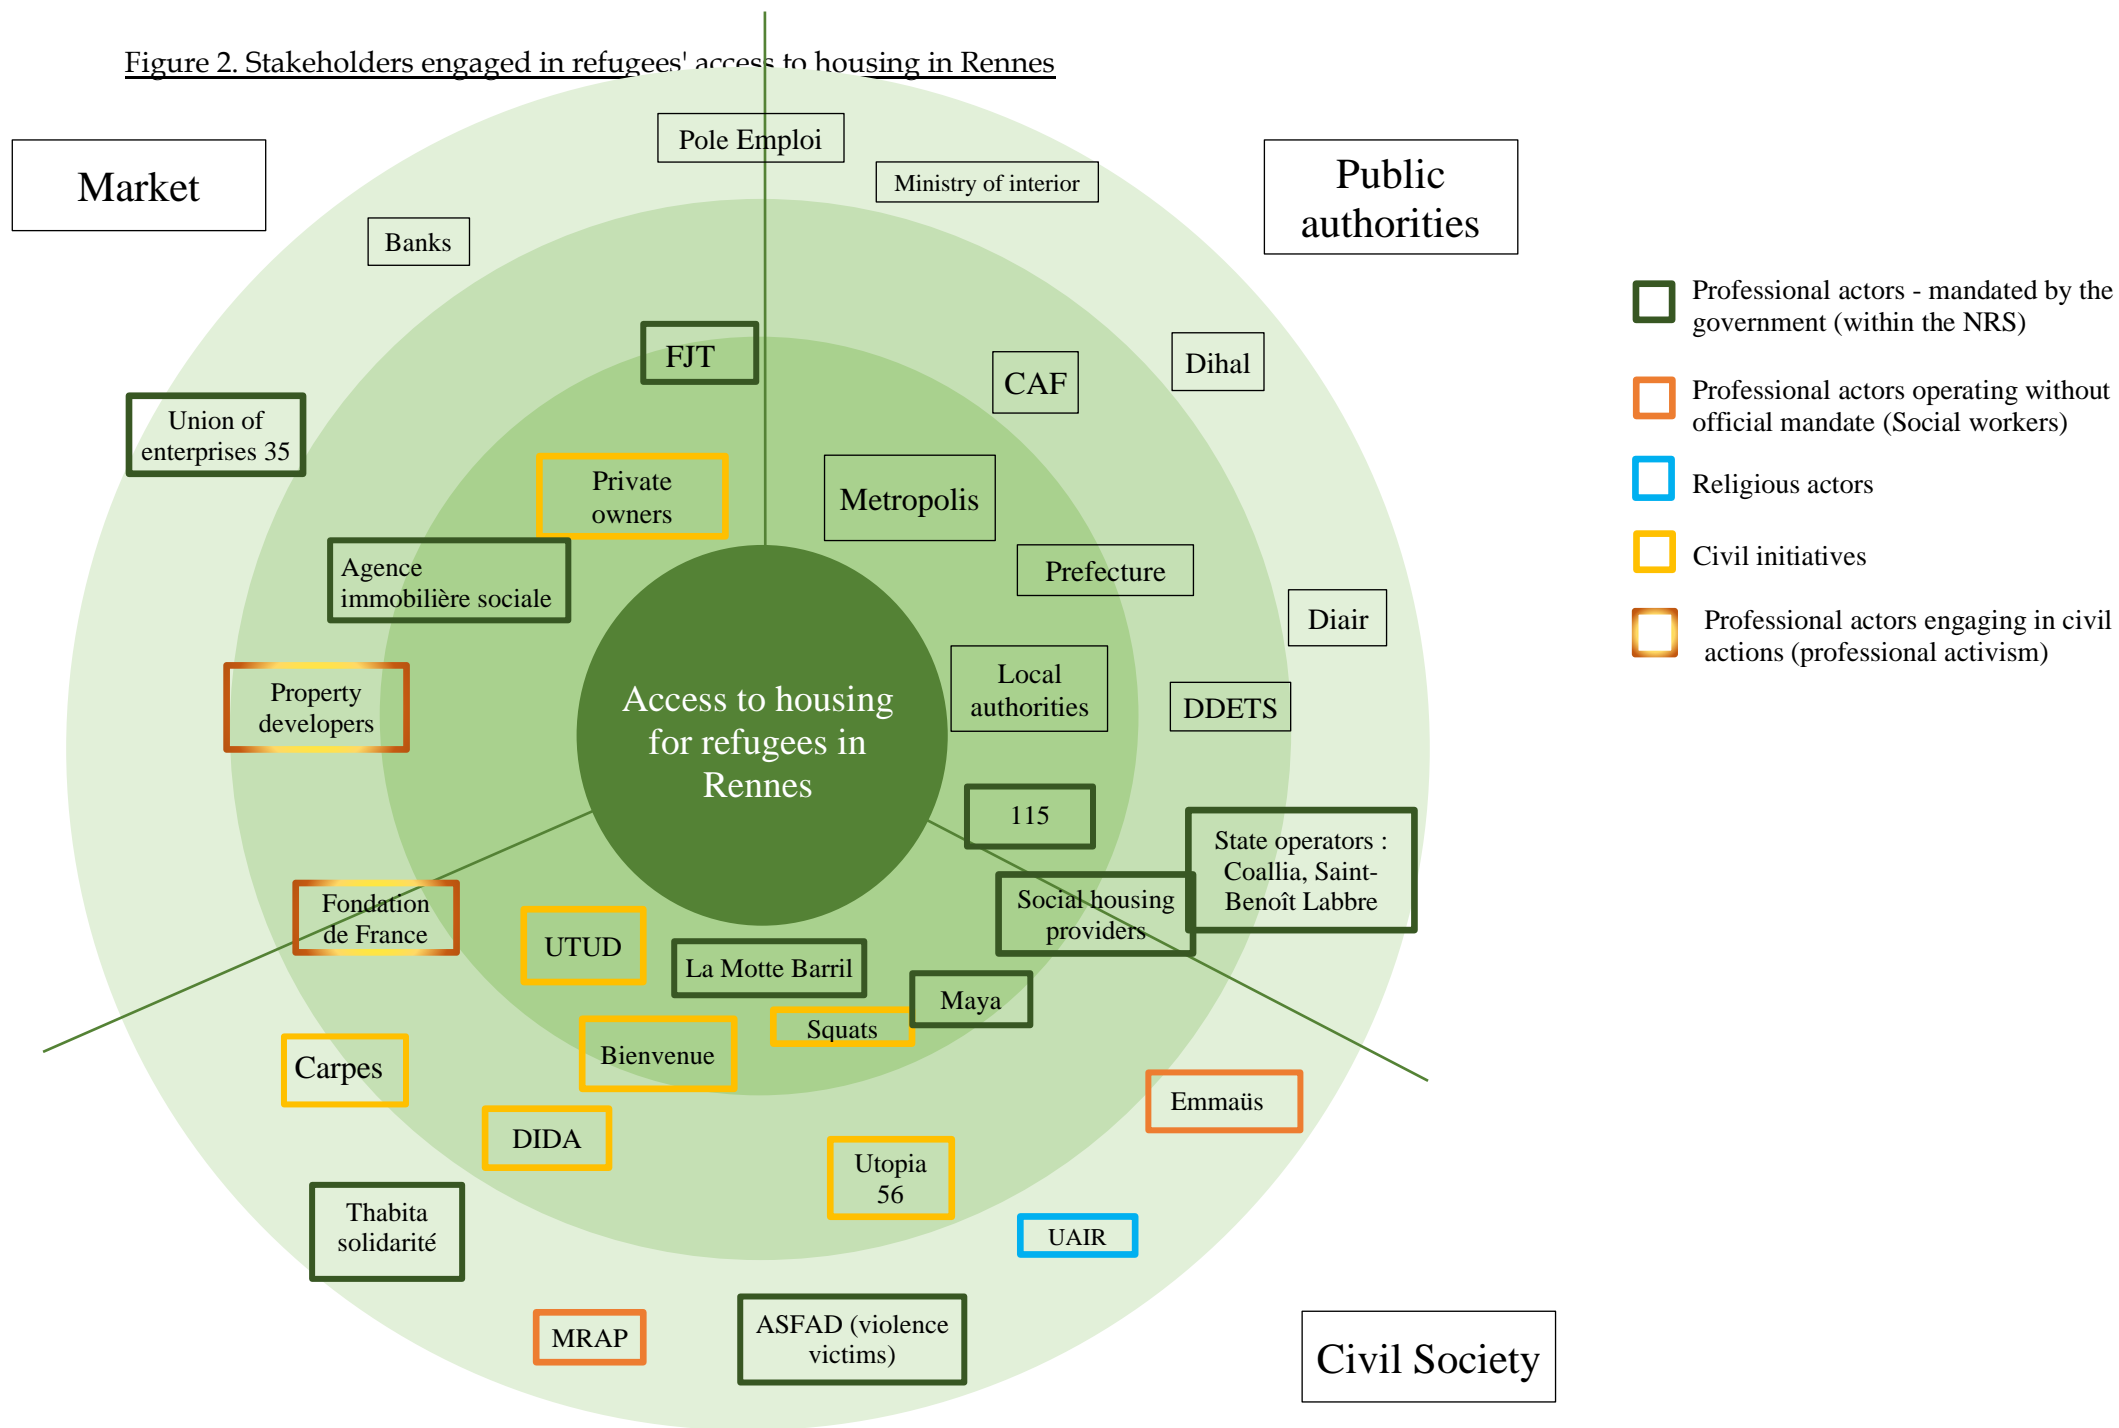 Figure 2. Stakeholders engaged in refugees' access to housing in Rennes
Market
Public
authorities
Pole Emploi
Ministry of interior
Banks
FJT
CAF
Dihal
Union of
enterprises 35
Private
owners
Metropolis
Agence
immobilière sociale
Prefecture
Diair
Property
developers
Access to housing
for refugees in
Rennes
Local
authorities
DDETS
115
State operators :
Coallia, Saint-
Benoît Labbre
Social housing
providers
Fondation
de France
UTUD
La Motte Barril
Maya
Squats
Bienvenue
Carpes
Emmaüs
DIDA
Utopia
56
Thabita
solidarité
UAIR
MRAP
ASFAD (violence
victims)
Civil Society
Professional actors - mandated by the
government (within the NRS)
Professional actors operating without
official mandate (Social workers)
Religious actors
Civil initiatives
Professional actors engaging in civil
actions (professional activism)